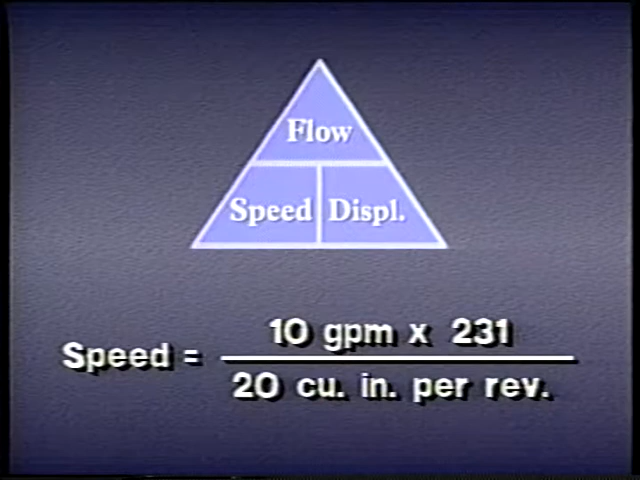 Flow
Speed Displ.
Speed = 10 gpm x 231
20 cu. in. per rev.